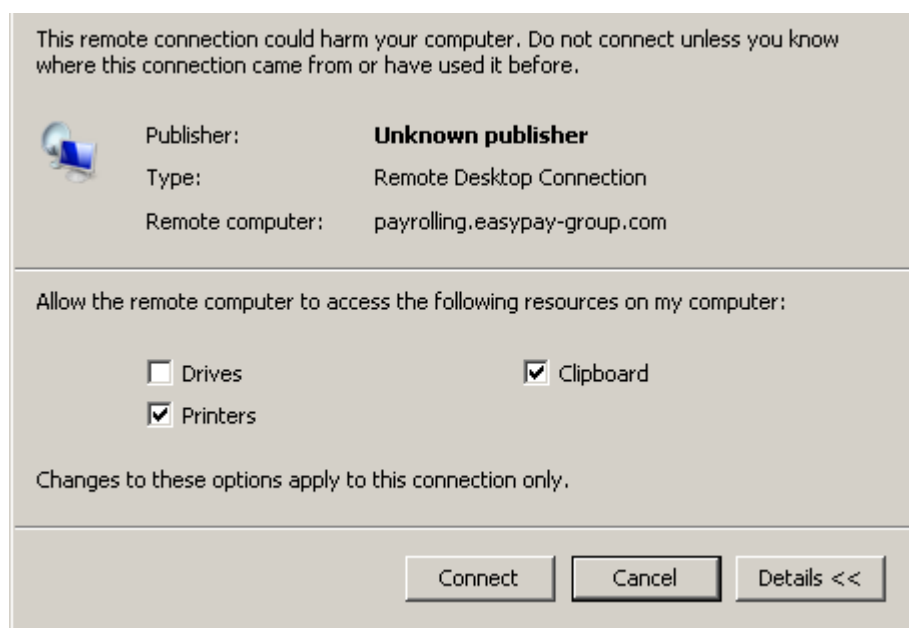 This remote connection could harm your computer. Do not connect unless you know
where this connection came from or have used it before.
Publisher: Unknown publisher
Type: Remote Desktop Connection
Remote computer: payrolling.easypay-group.com
Allow the remote computer to access the following resources on my computer:
Drives Clipboard
Printers
Changes to these options apply to this connection only.
Connect Cancel Details <<